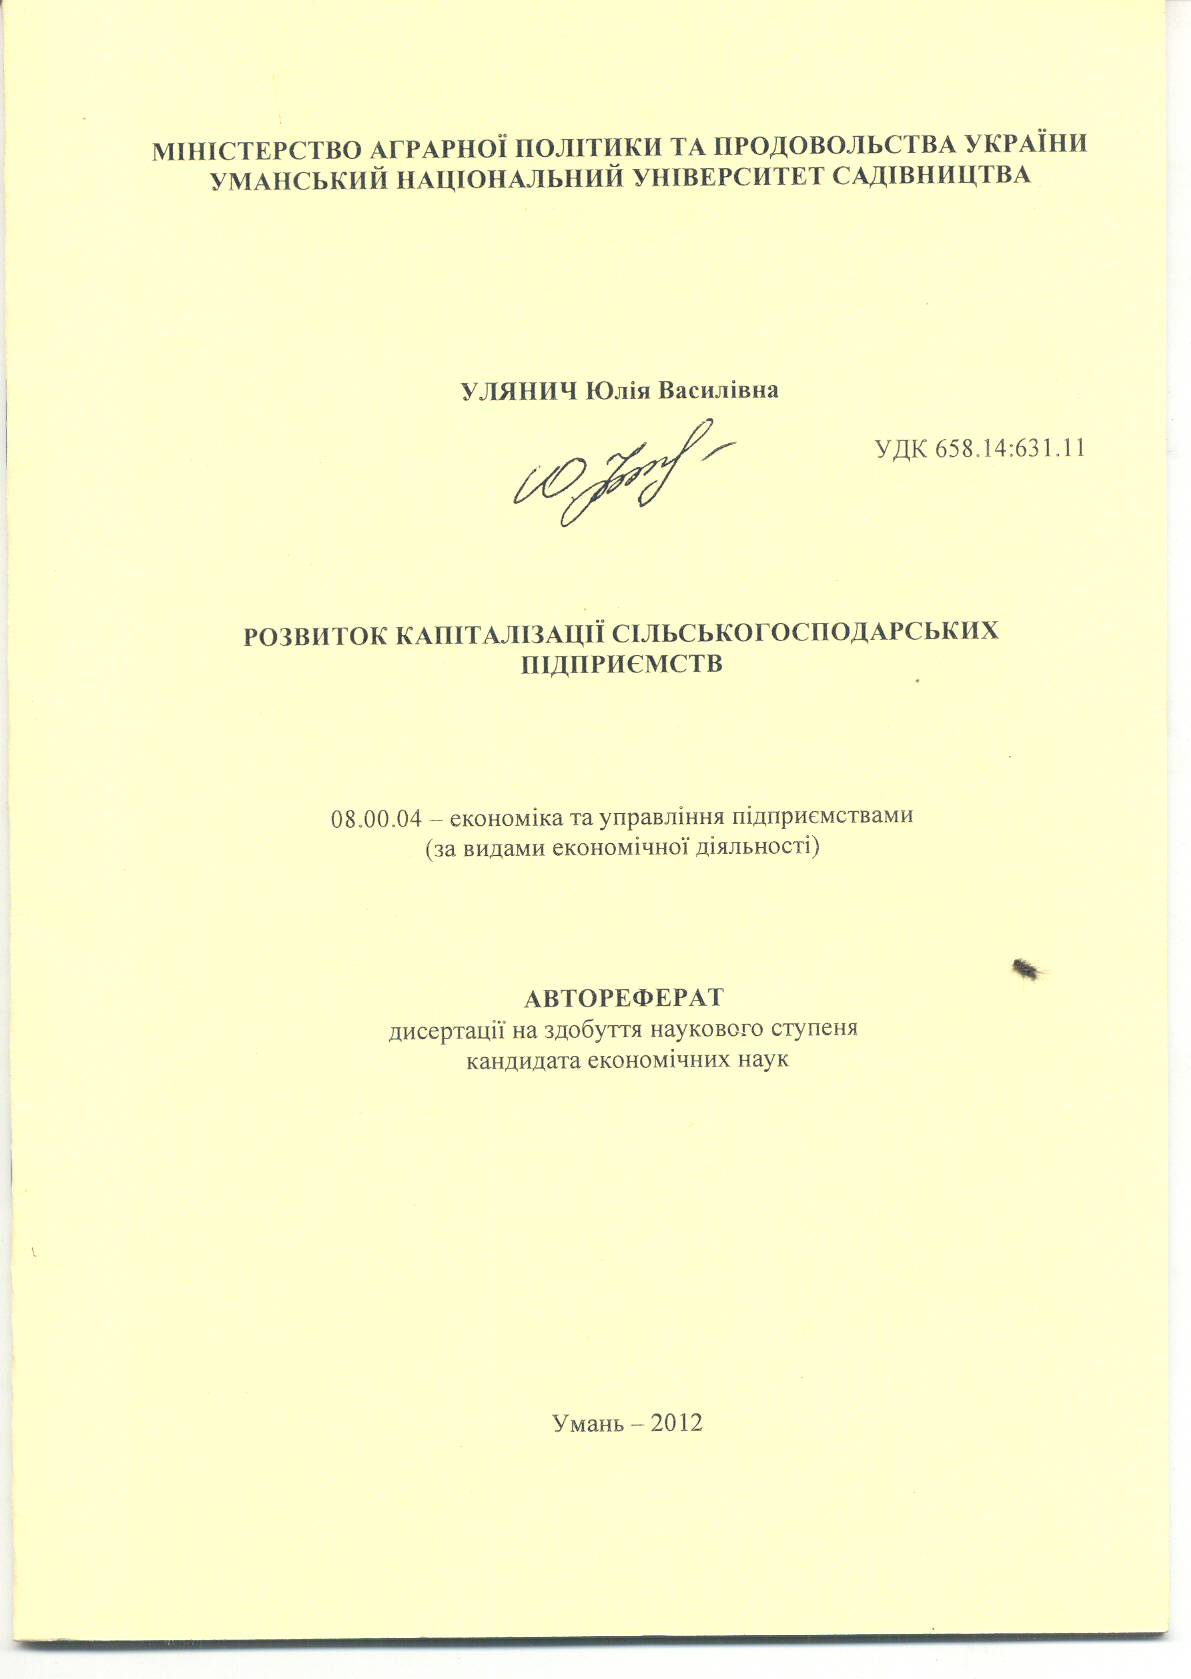 МІНІСТЕРСТВО АГРАРНОЇ ПОЛІТИКИ ТА ПРОДОВОЛЬСТВА УКРАЇНИ
УМАНСЬКИЙ НАЦІОНАЛЬНИЙ УНІВЕРСИТЕТ САДІВНИЦТВА
УЛЯНИЧ Юлія Василівна
УДК 658.14:631.11
РОЗВИТОК КАПІТАЛІЗАЦІЇ СІЛЬСЬКОГОСПОДАРСЬКИХ
ПІДПРИЄМСТВ
08.00.04 – економіка та управління підприємствами
(за видами економічної діяльності)
АВТОРЕФЕРАТ
дисертації на здобуття наукового ступеня
кандидата економічних наук
Умань – 2012